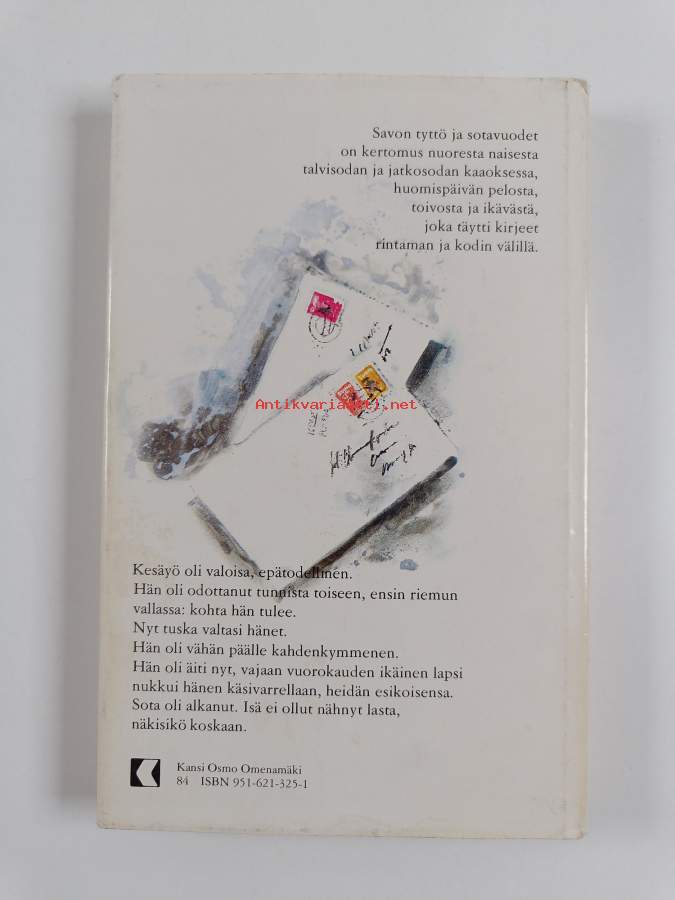 Savon tyttö ja sotavuodet
on kertomus nuoresta naisesta
talvisodan ja jatkosodan kaaoksessa,
huomispäivän pelosta,
toivosta ja ikävästä,
joka täytti kirjeet
rintaman ja kodin välillä.
Antikvariaatti.net
Kesäyö oli valoisa, epätodellinen.
Hän oli odottanut tunnista toiseen, ensin riemun
vallassa: kohta hän tulee.
Nyt tuska valtasi hänet.
Hän oli vähän päälle kahdenkymmenen.
Hän oli äiti nyt, vajaan vuorokauden ikäinen lapsi
nukkui hänen käsivarrellaan, heidän esikoisensa.
Sota oli alkanut. Isä ei ollut nähnyt lasta,
näkisikö koskaan.
Kansi Osmo Omenamäki
84 ISBN 951-621-325-1